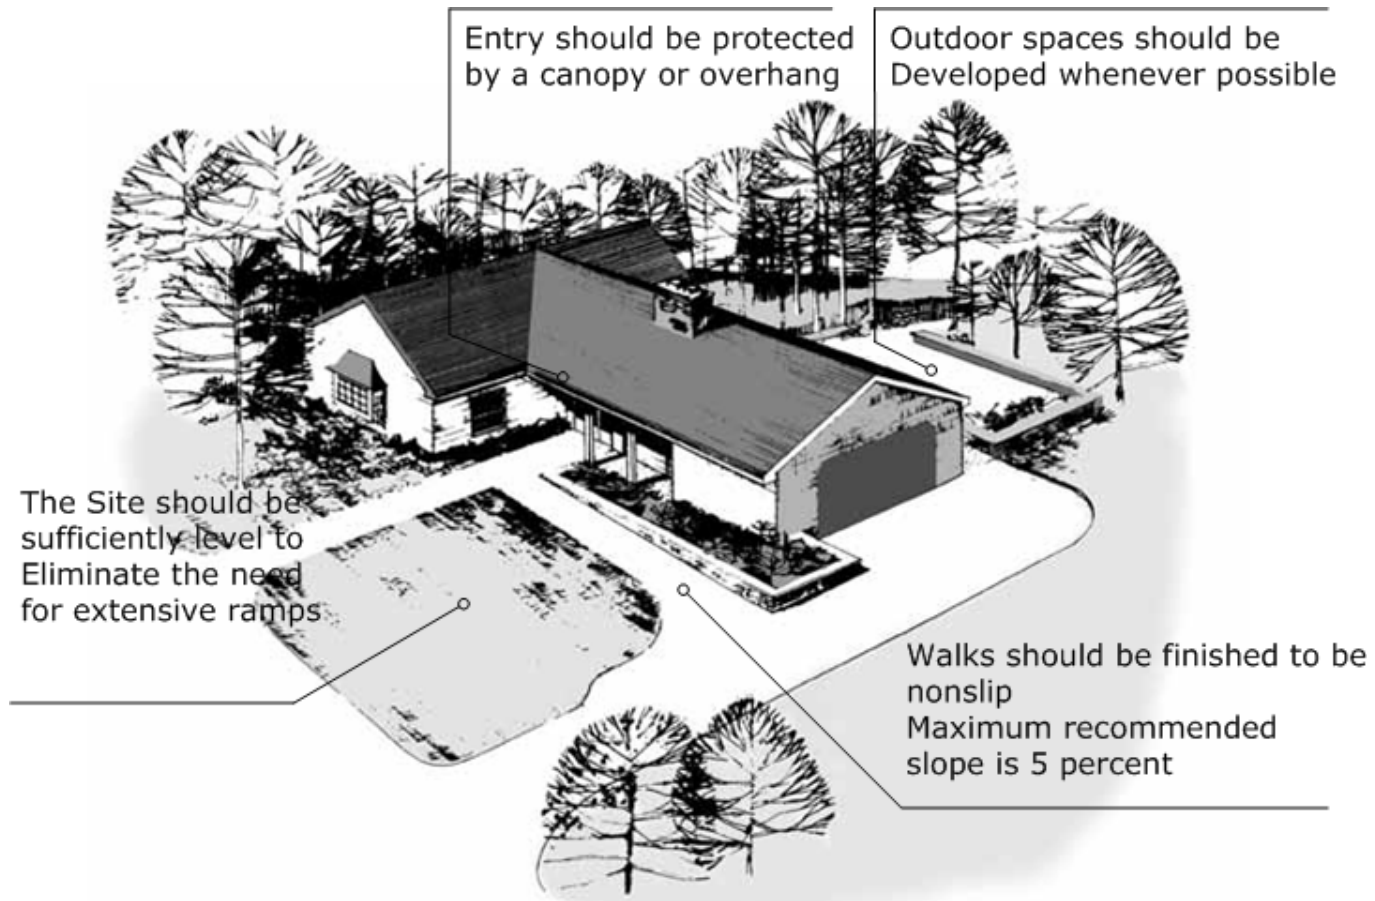 Entry should be protected
by a canopy or overhang
Outdoor spaces should be
Developed whenever possible
The Site should be
sufficiently level to
Eliminate the need
for extensive ramps
Walks should be finished to be
nonslip
Maximum recommended
slope is 5 percent